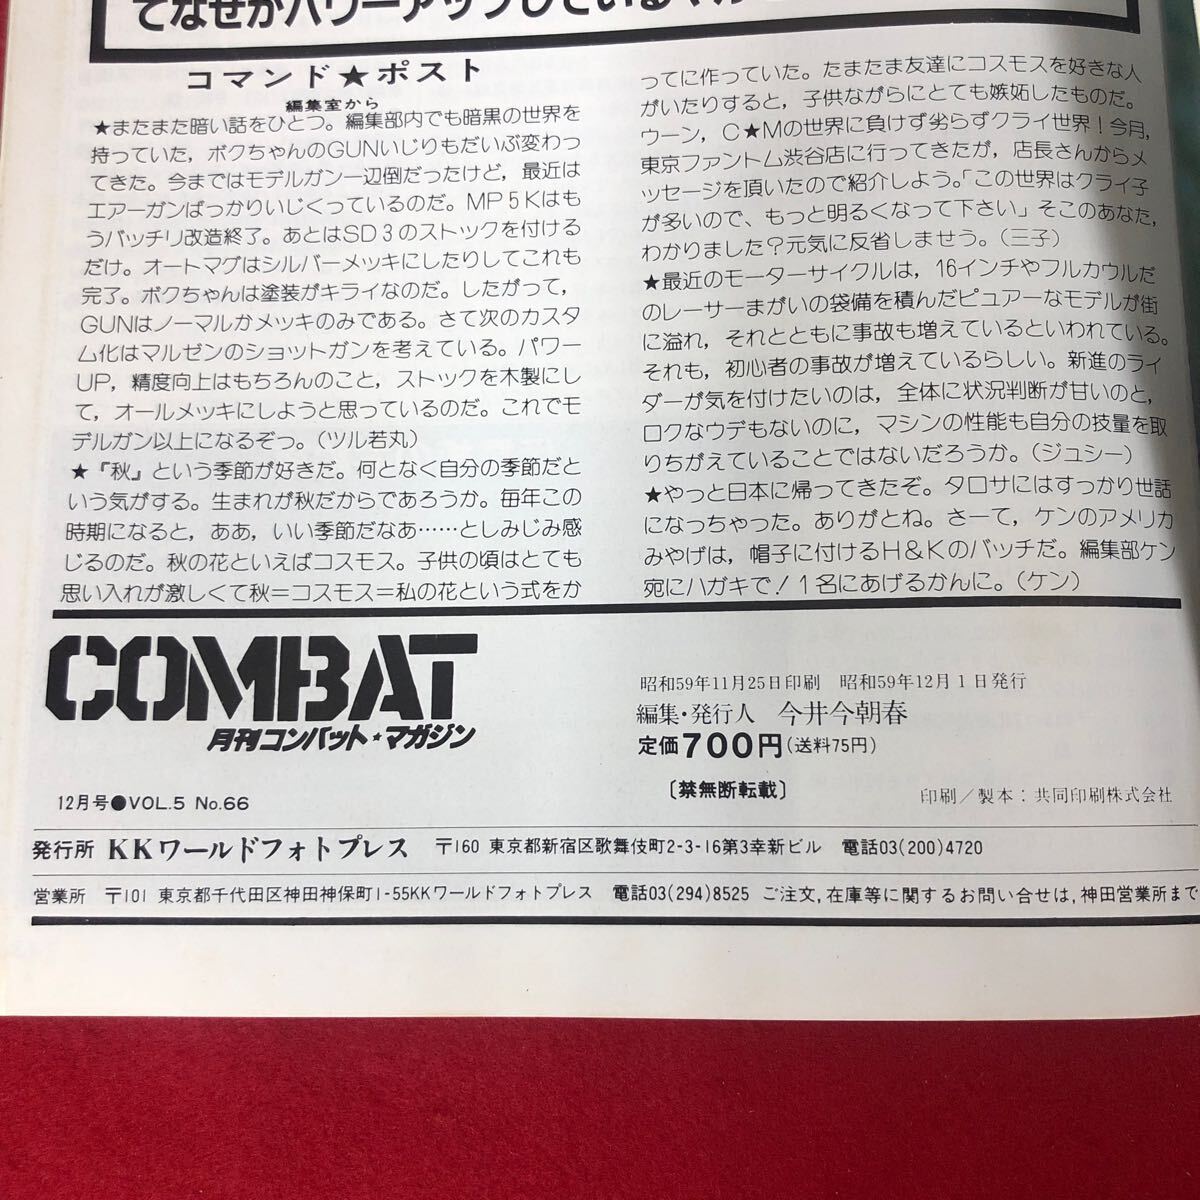 てなぜかパワーアップしているマガ
コマンド★ポスト
編集室から
★またまた暗い話をひとつ。編集部内でも暗黒の世界を
持っていた，ボクちゃんのGUNいじりもだいぶ変わっ
てきた。今まではモデルガン一辺倒だったけど，最近は
エアーガンばっかりいじくっているのだ。MP5Kはも
うバッチリ改造終了。あとはSD3のストックを付ける
だけ。オートマグはシルバーメッキにしたりしてこれも
完了。ボクちゃんは塗装がキライなのだ。したがって，
GUNはノーマルかメッキのみである。さて次のカスタ
ム化はマルゼンのショットガンを考えている。パワー
UP，精度向上はもちろんのこと，ストックを木製にし
て，オールメッキにしようと思っているのだ。これでモ
デルガン以上になるぞっ。（ツル若丸）
★『秋』という季節が好きだ。何となく自分の季節だと
いう気がする。生まれが秋だからであろうか。毎年この
時期になると，ああ，いい季節だなあ……としみじみ感
じるのだ。秋の花といえばコスモス。子供の頃はとても
思い入れが激しくて秋＝コスモス＝私の花という式をか
ってに作っていた。たまたま友達にコスモスを好きな人
がいたりすると，子供ながらにとても嫉妬したものだ。
ウーン，C★Mの世界に負けず劣らずクライ世界！今月，
東京ファントム渋谷店に行ってきたが，店長さんからメ
ッセージを頂いたので紹介しよう。「この世界はクライ子
が多いので、もっと明るくなって下さい」そこのあなた，
わかりました？元気に反省しませう。（三子）
★最近のモーターサイクルは，16インチやフルカウルだ
のレーサーまがいの袋備を積んだピュアーなモデルが街
に溢れ，それとともに事故も増えているといわれている。
それも，初心者の事故が増えているらしい。新進のライ
ダーが気を付けたいのは，全体に状況判断が甘いのと，
ロクなウデもないのに，マシンの性能も自分の技量を取
りちがえていることではないだろうか。（ジュシー）
★やっと日本に帰ってきたぞ。タロサにはすっかり世話
になっちゃった。ありがとね。さーて，ケンのアメリカ
みやげは，帽子に付けるH&Kのバッチだ。編集部ケン
宛にハガキで！1名にあげるかんに。（ケン）
COMBAT
月刊コンバット★マガジン
12月号●VOL.5 No.66
昭和59年11月25日印刷　昭和59年12月1日発行
編集・発行人　今井今朝春
定価700円（送料75円）
〔禁無断転載〕
印刷／製本：共同印刷株式会社
発行所 KKワールドフォトプレス 〒160 東京都新宿区歌舞伎町2-3-16第3幸新ビル 電話03(200)4720
営業所 〒101 東京都千代田区神田神保町1-55KKワールドフォトプレス 電話03(294)8525 ご注文,在庫等に関するお問い合せは,神田営業所まで